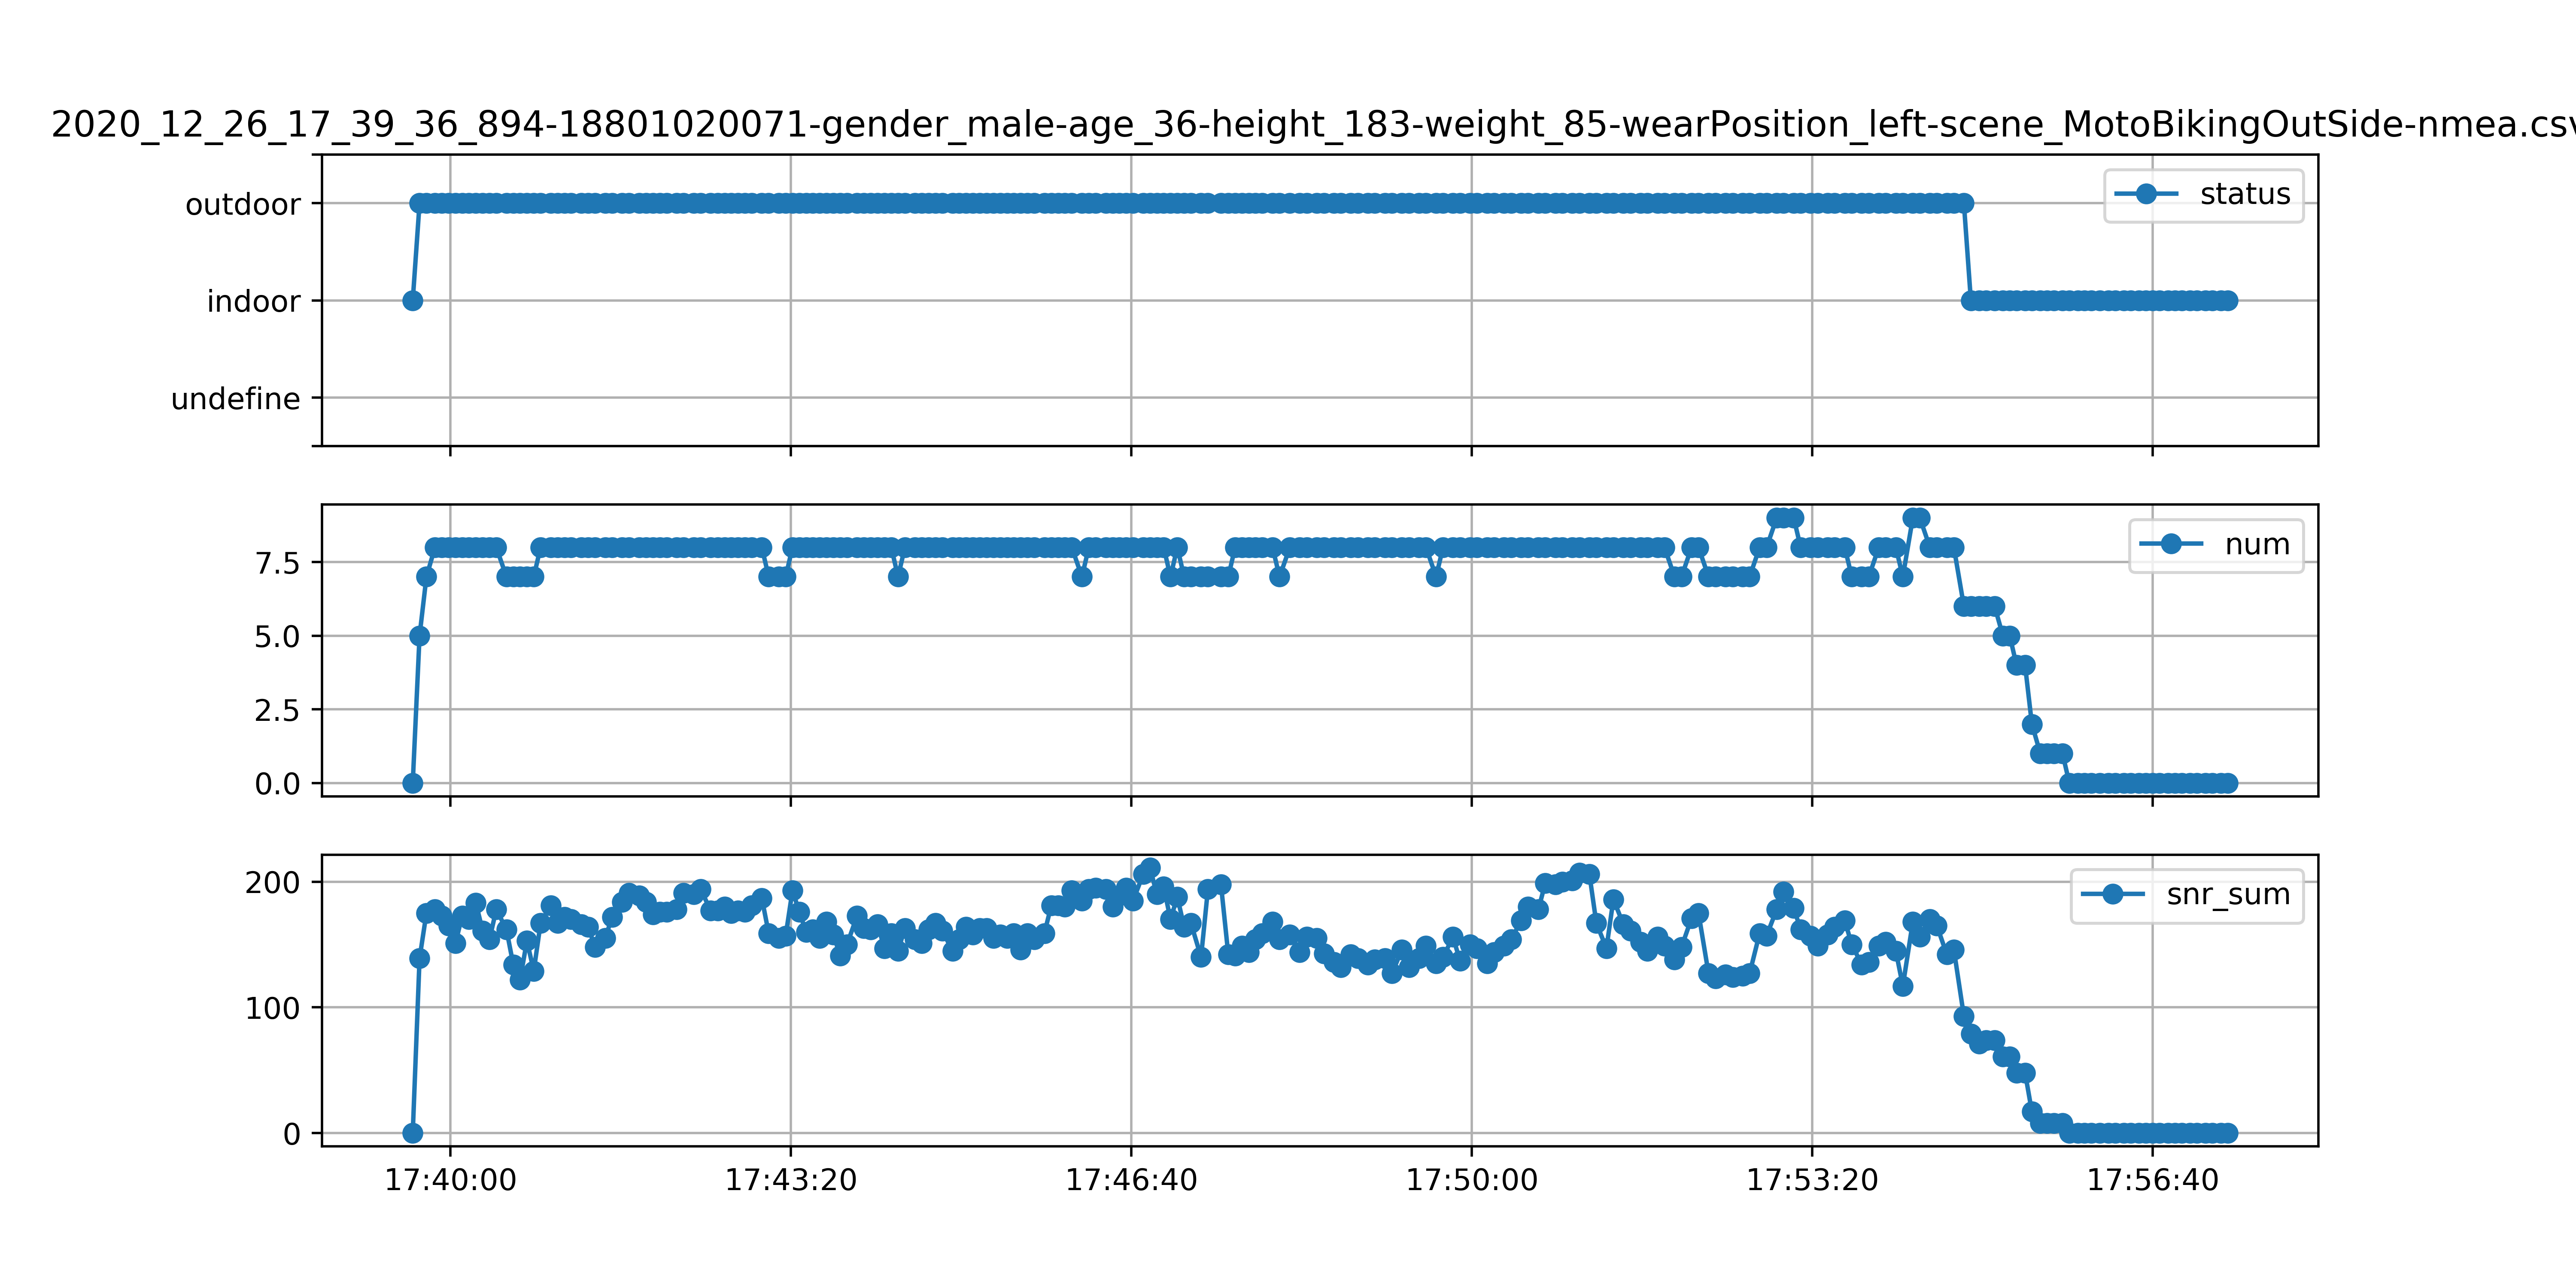 2020_12_26_17_39_36_894-18801020071-gender_male-age_36-height_183-weight_85-wearPosition_left-scene_MotoBikingOutSide-nmea.csv
outdoor
indoor
undefine
status
7.5
5.0
2.5
0.0
num
200
100
0
snr_sum
17:40:00 17:43:20 17:46:40 17:50:00 17:53:20 17:56:40